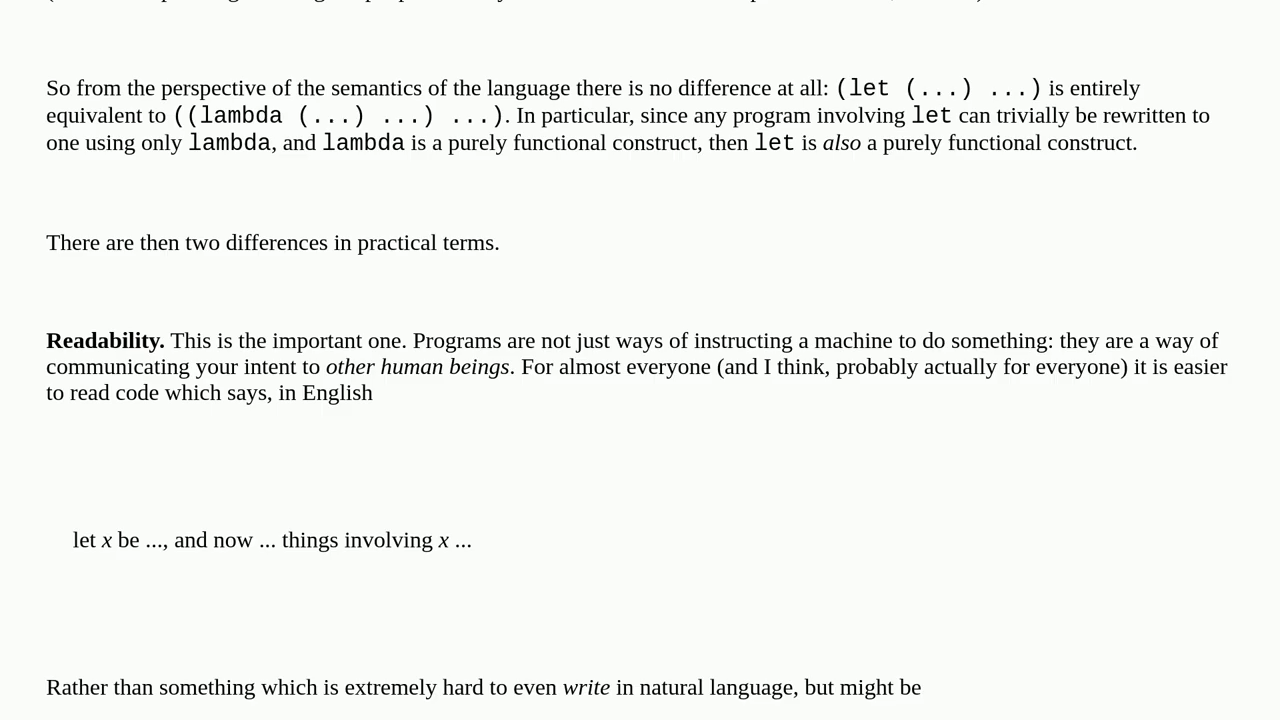 So from the perspective of the semantics of the language there is no difference at all: (let (...) ...) is entirely
equivalent to ((lambda (...) ...) ...). In particular, since any program involving let can trivially be rewritten to
one using only lambda, and lambda is a purely functional construct, then let is also a purely functional construct.
There are then two differences in practical terms.
Readability. This is the important one. Programs are not just ways of instructing a machine to do something: they are a way of
communicating your intent to other human beings. For almost everyone (and I think, probably actually for everyone) it is easier
to read code which says, in English
let x be ..., and now ... things involving x ...
Rather than something which is extremely hard to even write in natural language, but might be